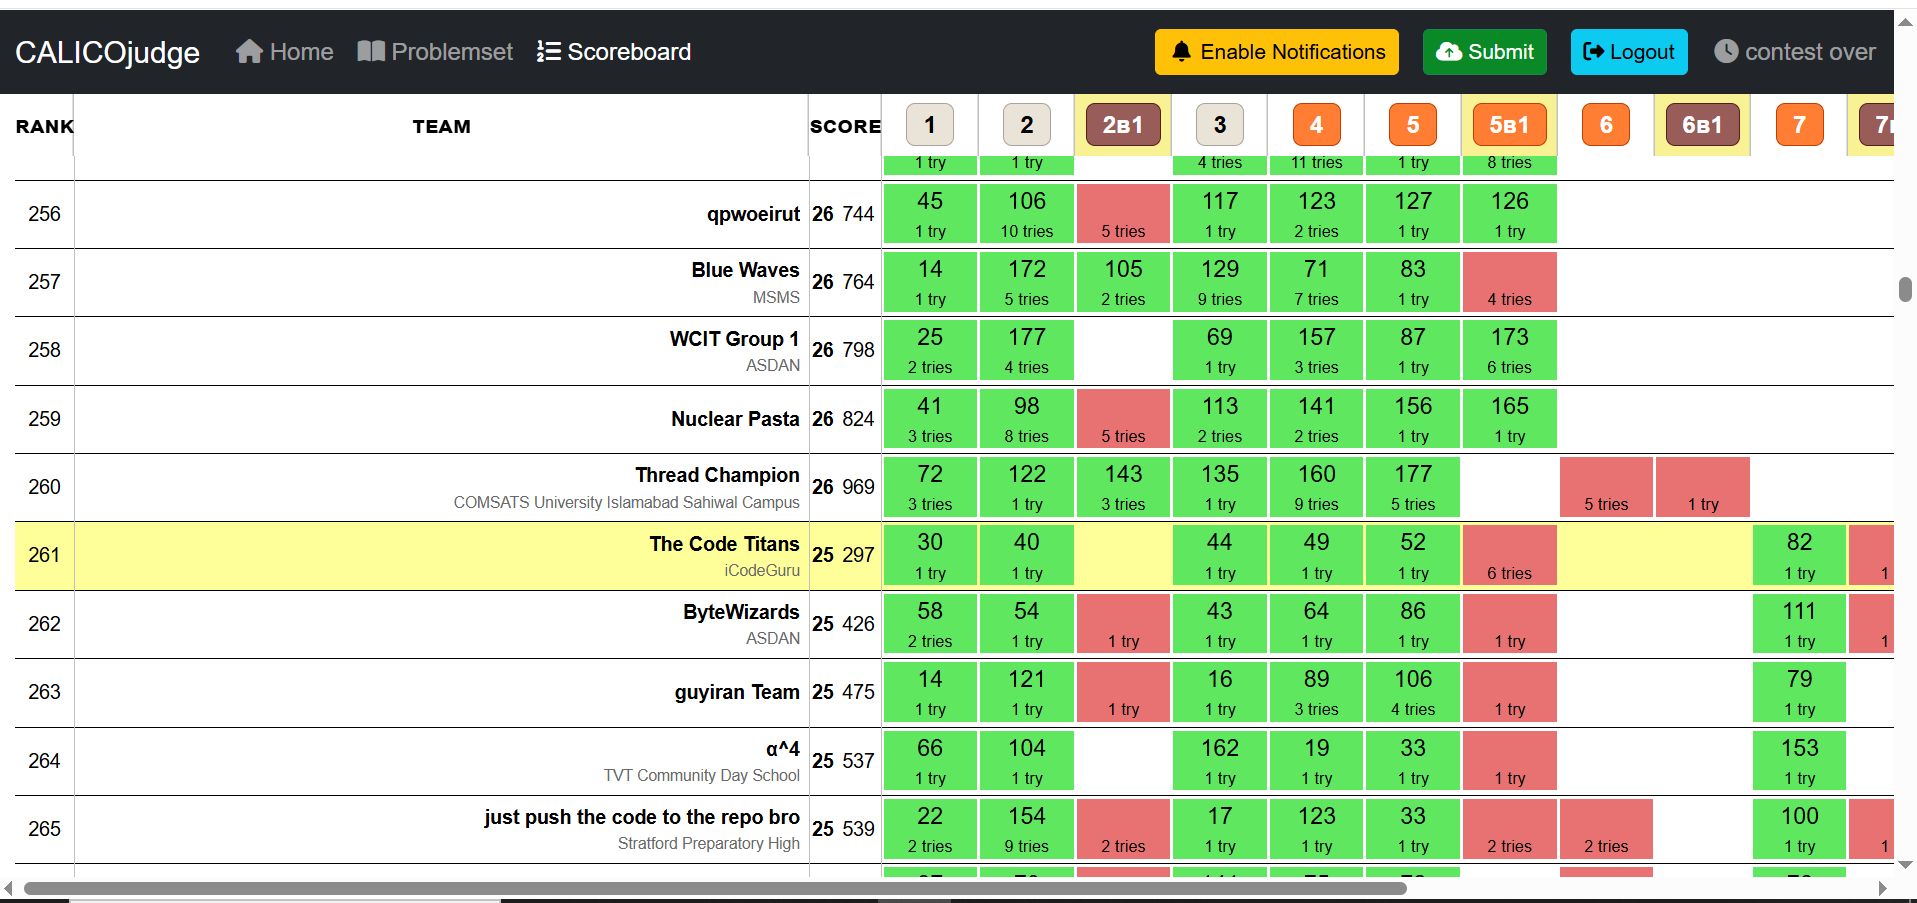 CALICOjudge Home Problemset Scoreboard Enable Notifications Submit Logout contest over
RANK TEAM SCORE 1 2 2B1 3 4 5 5B1 6 6B1 7
1 try 1 try 4 tries 11 tries 1 try 8 tries
256 qpwoeirut 26 744 45 106 117 123 127 126
1 try 10 tries 5 tries 1 try 2 tries 1 try 1 try
257 Blue Waves 26 764 14 172 105 129 71 83
MSMS 1 try 5 tries 2 tries 9 tries 7 tries 1 try 4 tries
258 WCIT Group 1 26 798 25 177 69 157 87 173
ASDAN 2 tries 4 tries 1 try 3 tries 1 try 6 tries
259 Nuclear Pasta 26 824 41 98 113 141 156 165
3 tries 8 tries 5 tries 2 tries 2 tries 1 try 1 try
260 Thread Champion 26 969 72 122 143 135 160 177
COMSATS University Islamabad Sahiwal Campus 3 tries 1 try 3 tries 1 try 9 tries 5 tries 5 tries 1 try
261 The Code Titans 25 297 30 40 44 49 52 82
iCodeGuru 1 try 1 try 1 try 1 try 1 try 6 tries 1 try 1
262 ByteWizards 25 426 58 54 43 64 86 111
ASDAN 2 tries 1 try 1 try 1 try 1 try 1 try 1 try 1 try 1
263 guyiran Team 25 475 14 121 16 89 106 79
1 try 1 try 1 try 1 try 3 tries 4 tries 1 try 1 try
264 α^4 25 537 66 104 162 19 33 153
TVT Community Day School 1 try 1 try 1 try 1 try 1 try 1 try 1 try
265 just push the code to the repo bro 25 539 22 154 17 123 33 100
Stratford Preparatory High 2 tries 9 tries 2 tries 1 try 1 try 1 try 2 tries 2 tries 1 try 1